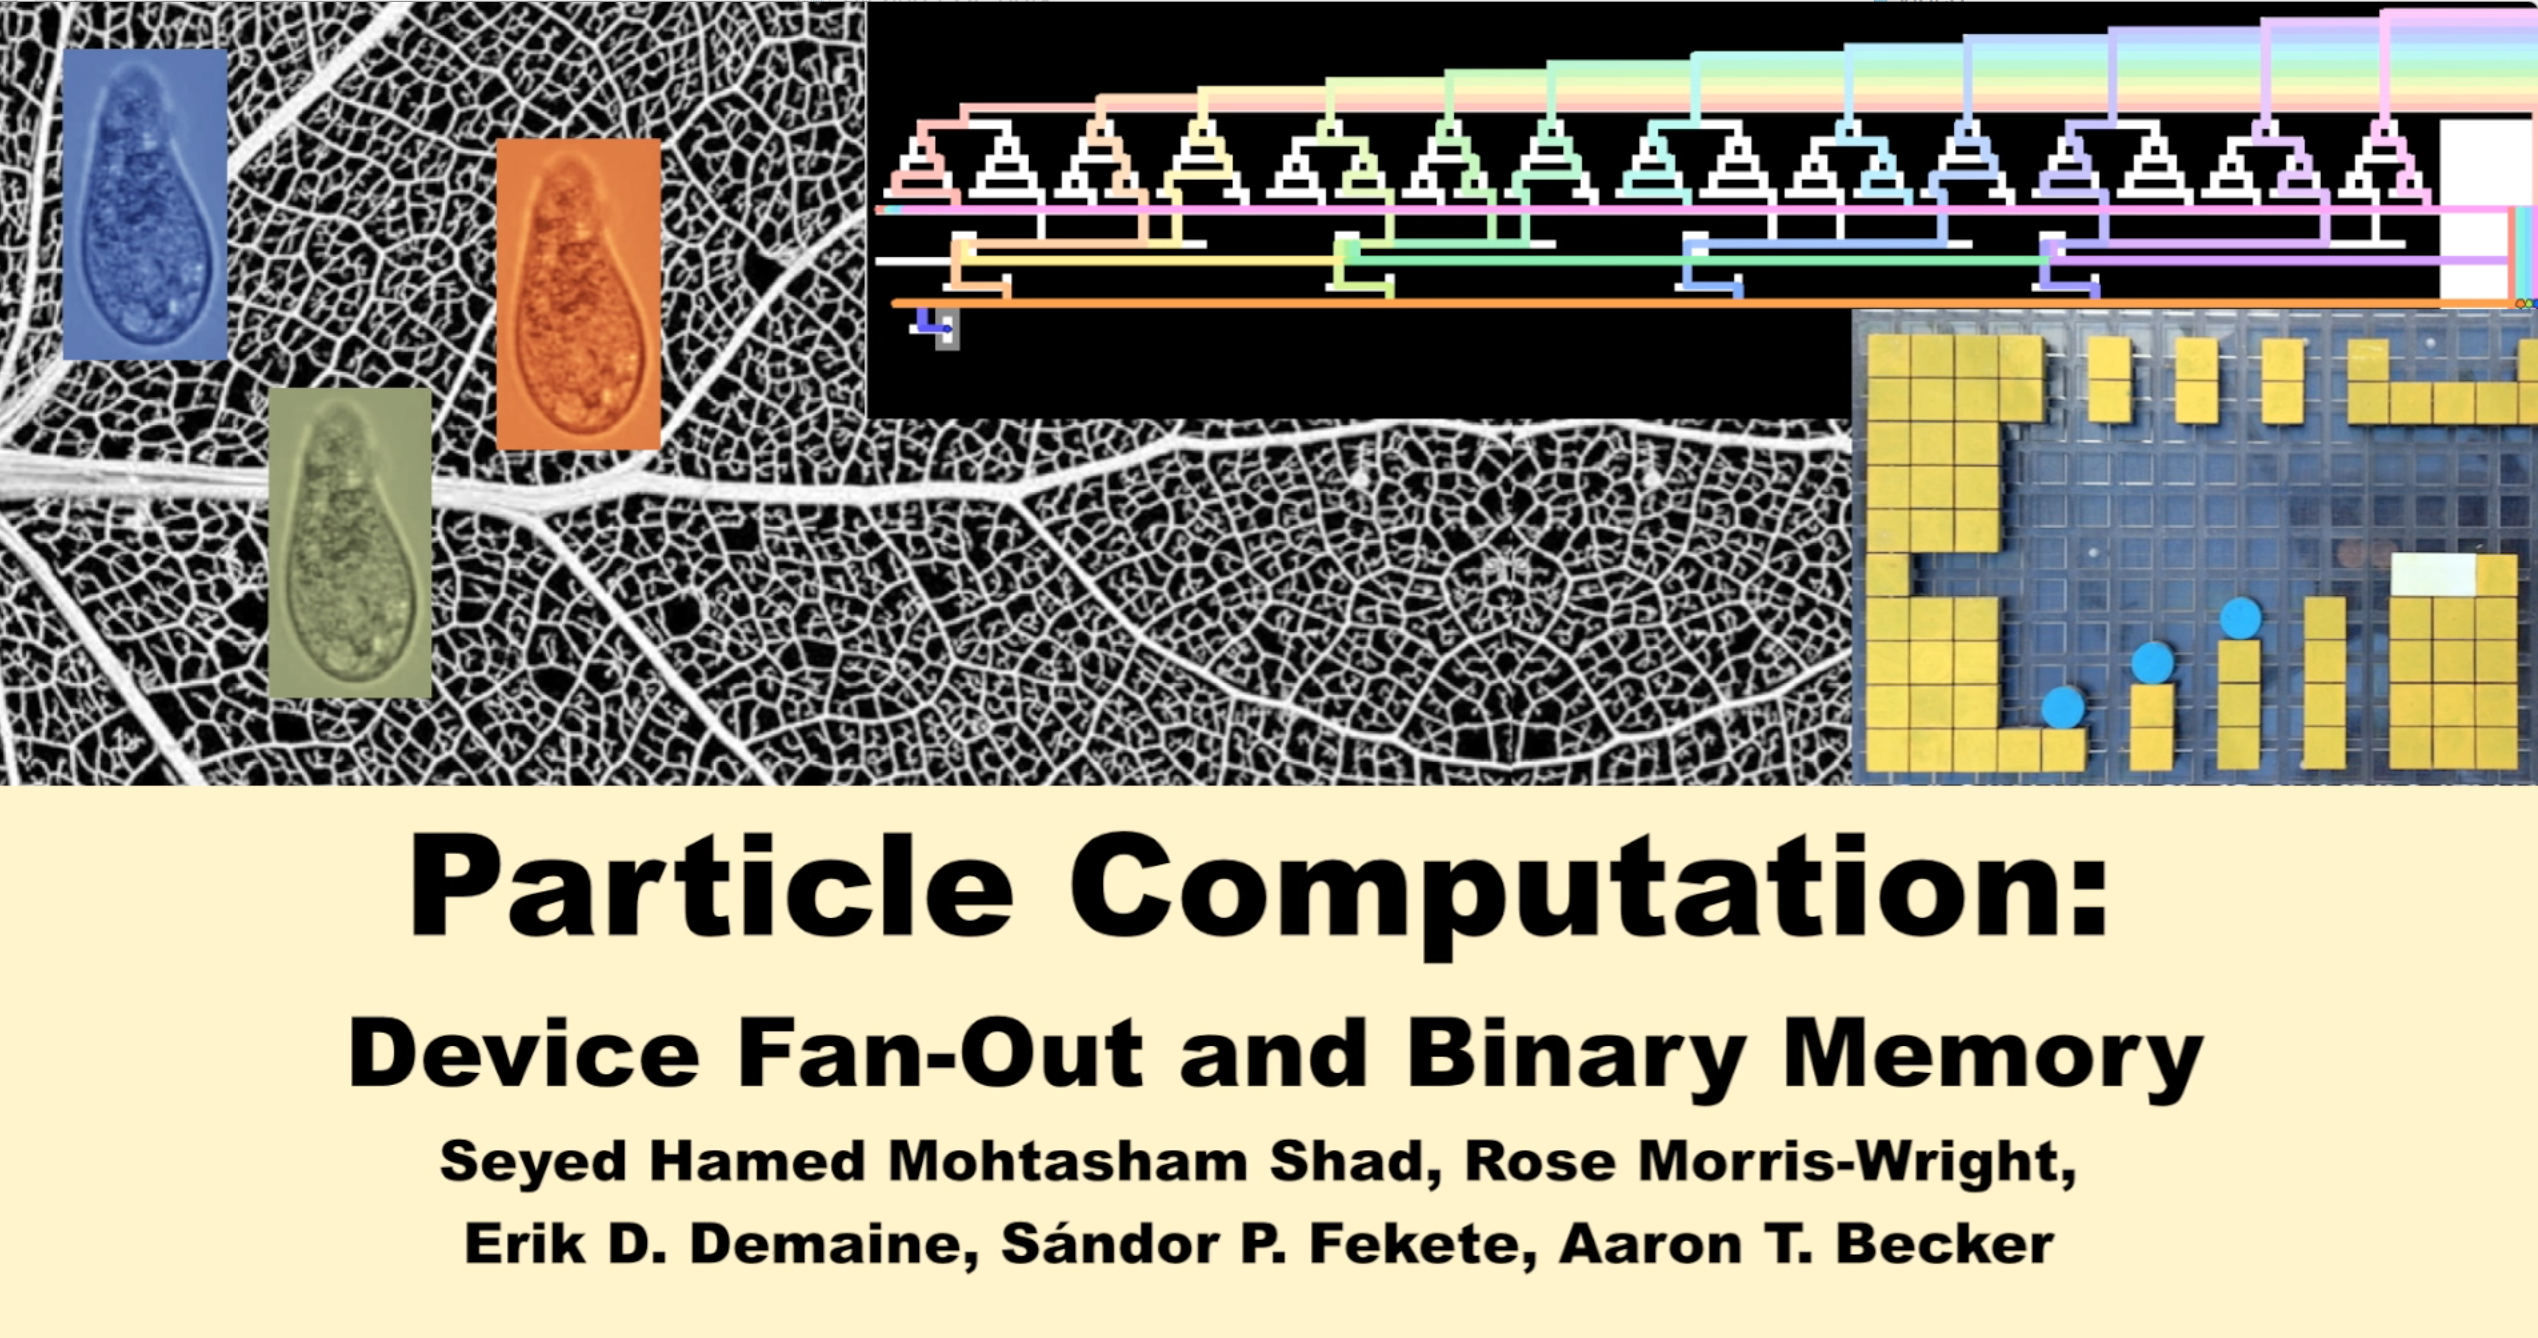 Particle Computation:
Device Fan-Out and Binary Memory
Seyed Hamed Mohtasham Shad, Rose Morris-Wright,
Erik D. Demaine, Sándor P. Fekete, Aaron T. Becker